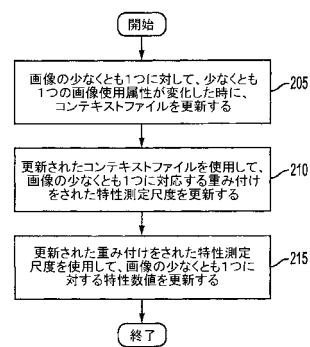 開始
画像の少なくとも1つに対して、少なくとも
1つの画像使用属性が変化した時に、
コンテキストファイルを更新する
205
更新されたコンテキストファイルを使用して、
画像の少なくとも1つに対応する重み付け
をされた特性測定尺度を更新する
210
更新された重み付けをされた特性測定
尺度を使用して、画像の少なくとも1つに
対する特性数値を更新する
215
終了